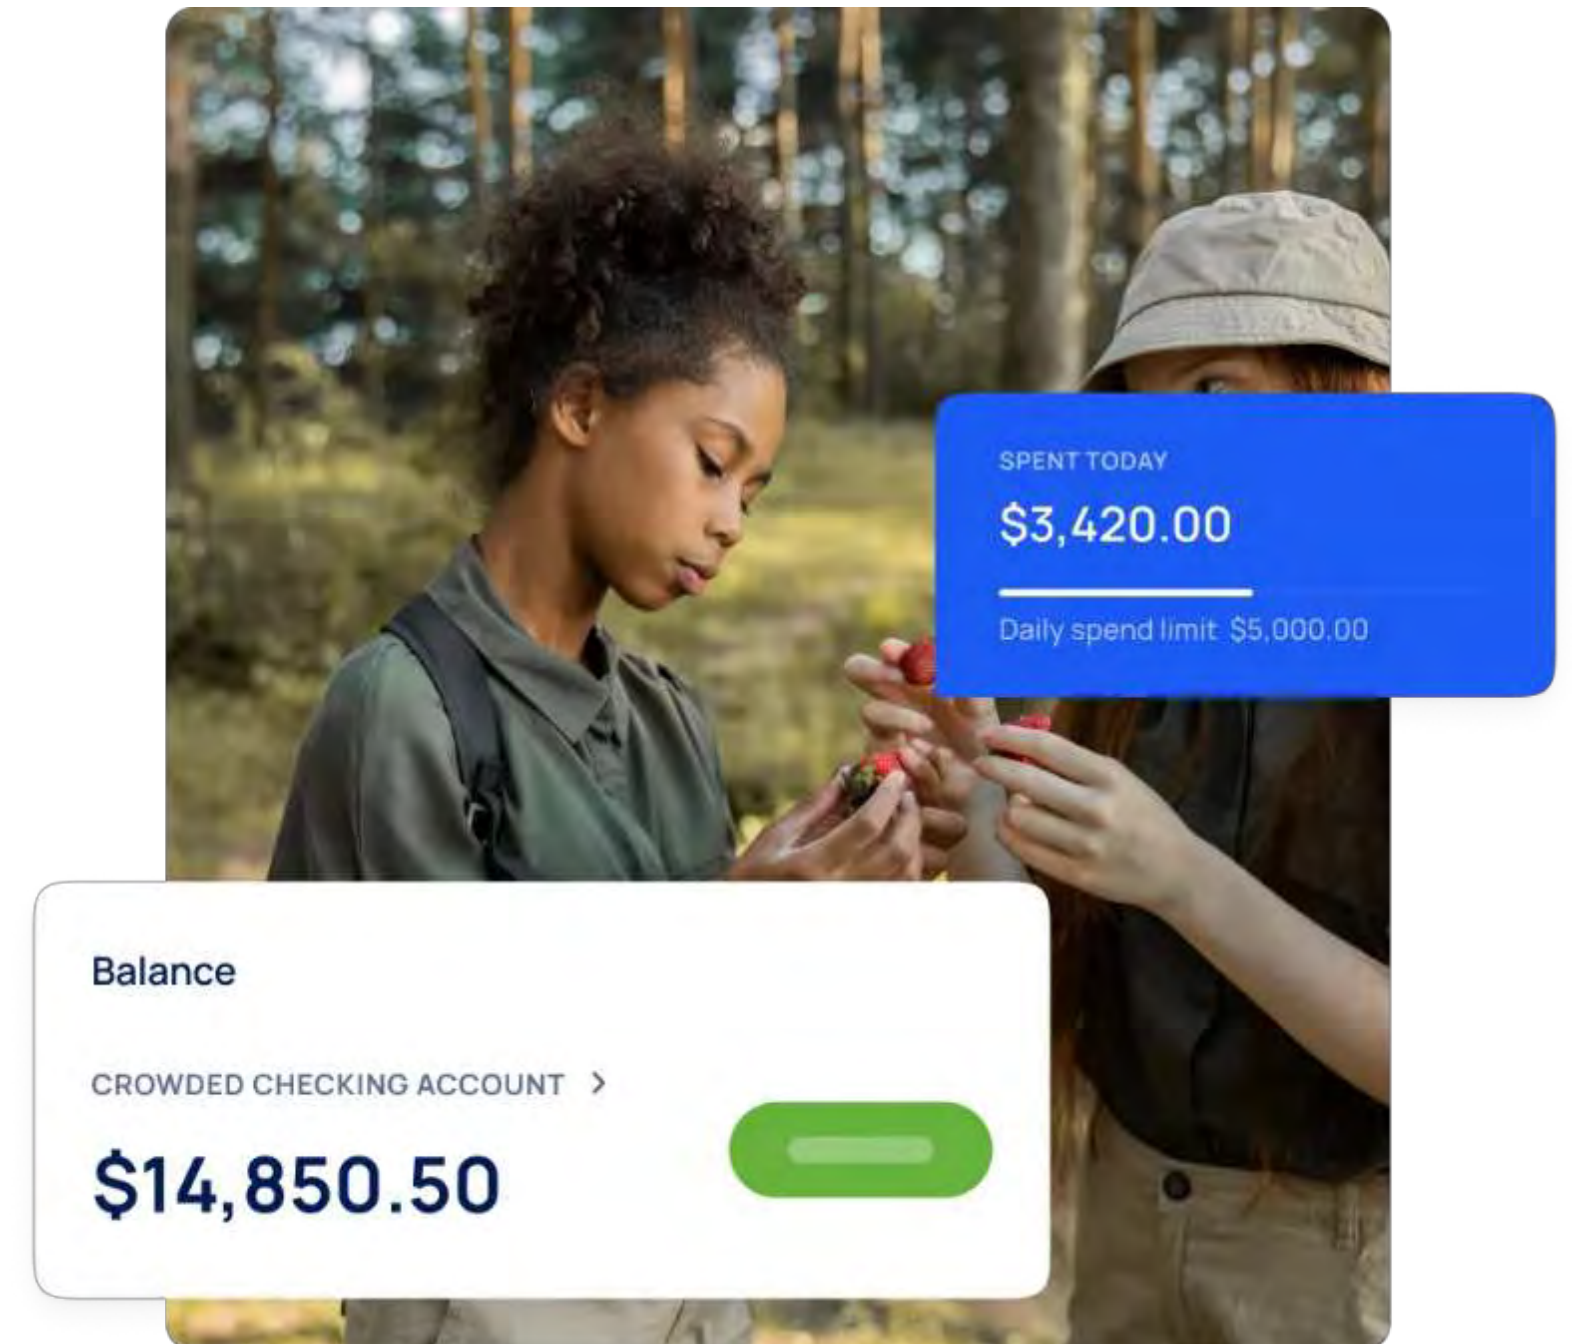 SPENT TODAY
$3,420.00
Daily spend limit $5,000.00
Balance
CROWDED CHECKING ACCOUNT >
$14,850.50